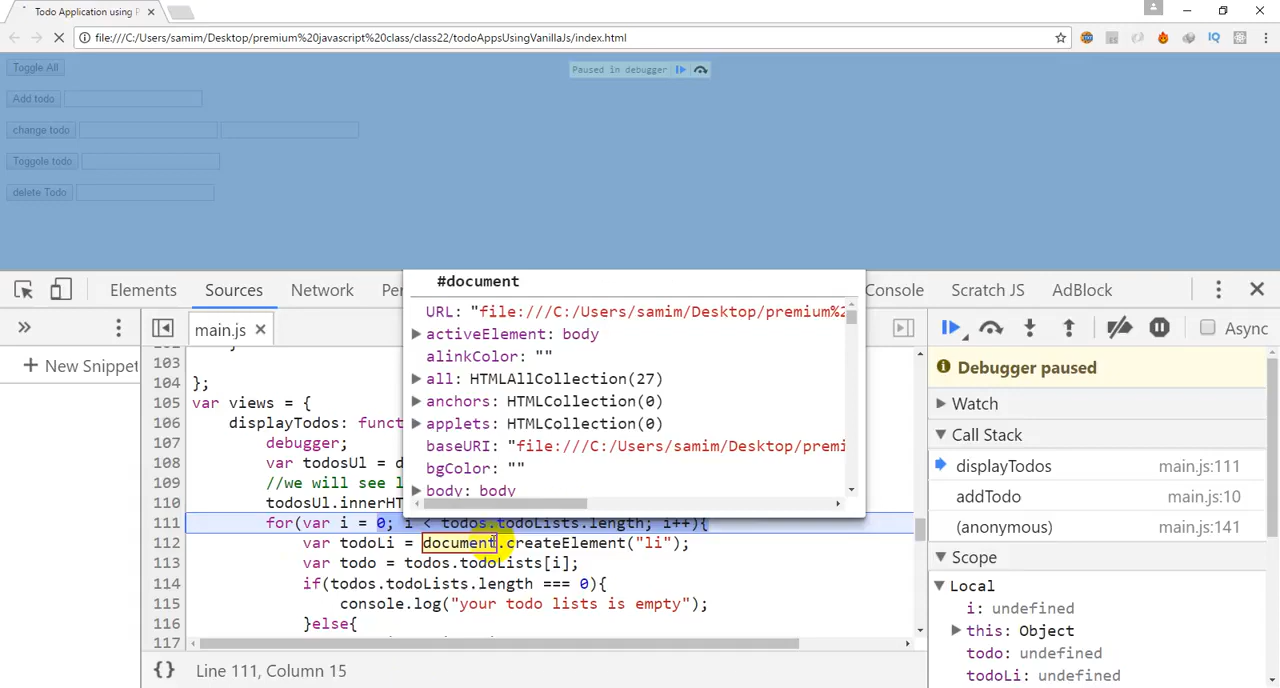 Todo Application using P
file:///C:/Users/samim/Desktop/premium%20javascript%20class/class22/todoAppsUsingVanillaJs/index.html
IQ
Toggle All
Paused in debugger
Add todo
change todo
Toggole todo
delete Todo
Elements Sources Network Per Console Scratch JS AdBlock
main.js
Async
New Snippet
#document
URL: "file:///C:/Users/samim/Desktop/premium%2
activeElement: body
alinkColor: ""
all: HTMLAllCollection(27)
anchors: HTMLCollection(0)
applets: HTMLCollection(0)
baseURI: "file:///C:/Users/samim/Desktop/premi
bgColor: ""
body: body
103
104 };
105 var views = {
106 displayTodos: funct
107 debugger;
108 var todosUl = d
109 //we will see l
110 todosUl.innerHT
111 for(var i = 0; i < todos.todoLists.length; i++){
112 var todoLi = document.createElement("li");
113 var todo = todos.todoLists[i];
114 if(todos.todoLists.length === 0){
115 console.log("your todo lists is empty");
116 }else{
117
Line 111, Column 15
Debugger paused
Watch
Call Stack
displayTodos main.js:111
addTodo main.js:10
(anonymous) main.js:141
Scope
Local
i: undefined
this: Object
todo: undefined
todoLi: undefined